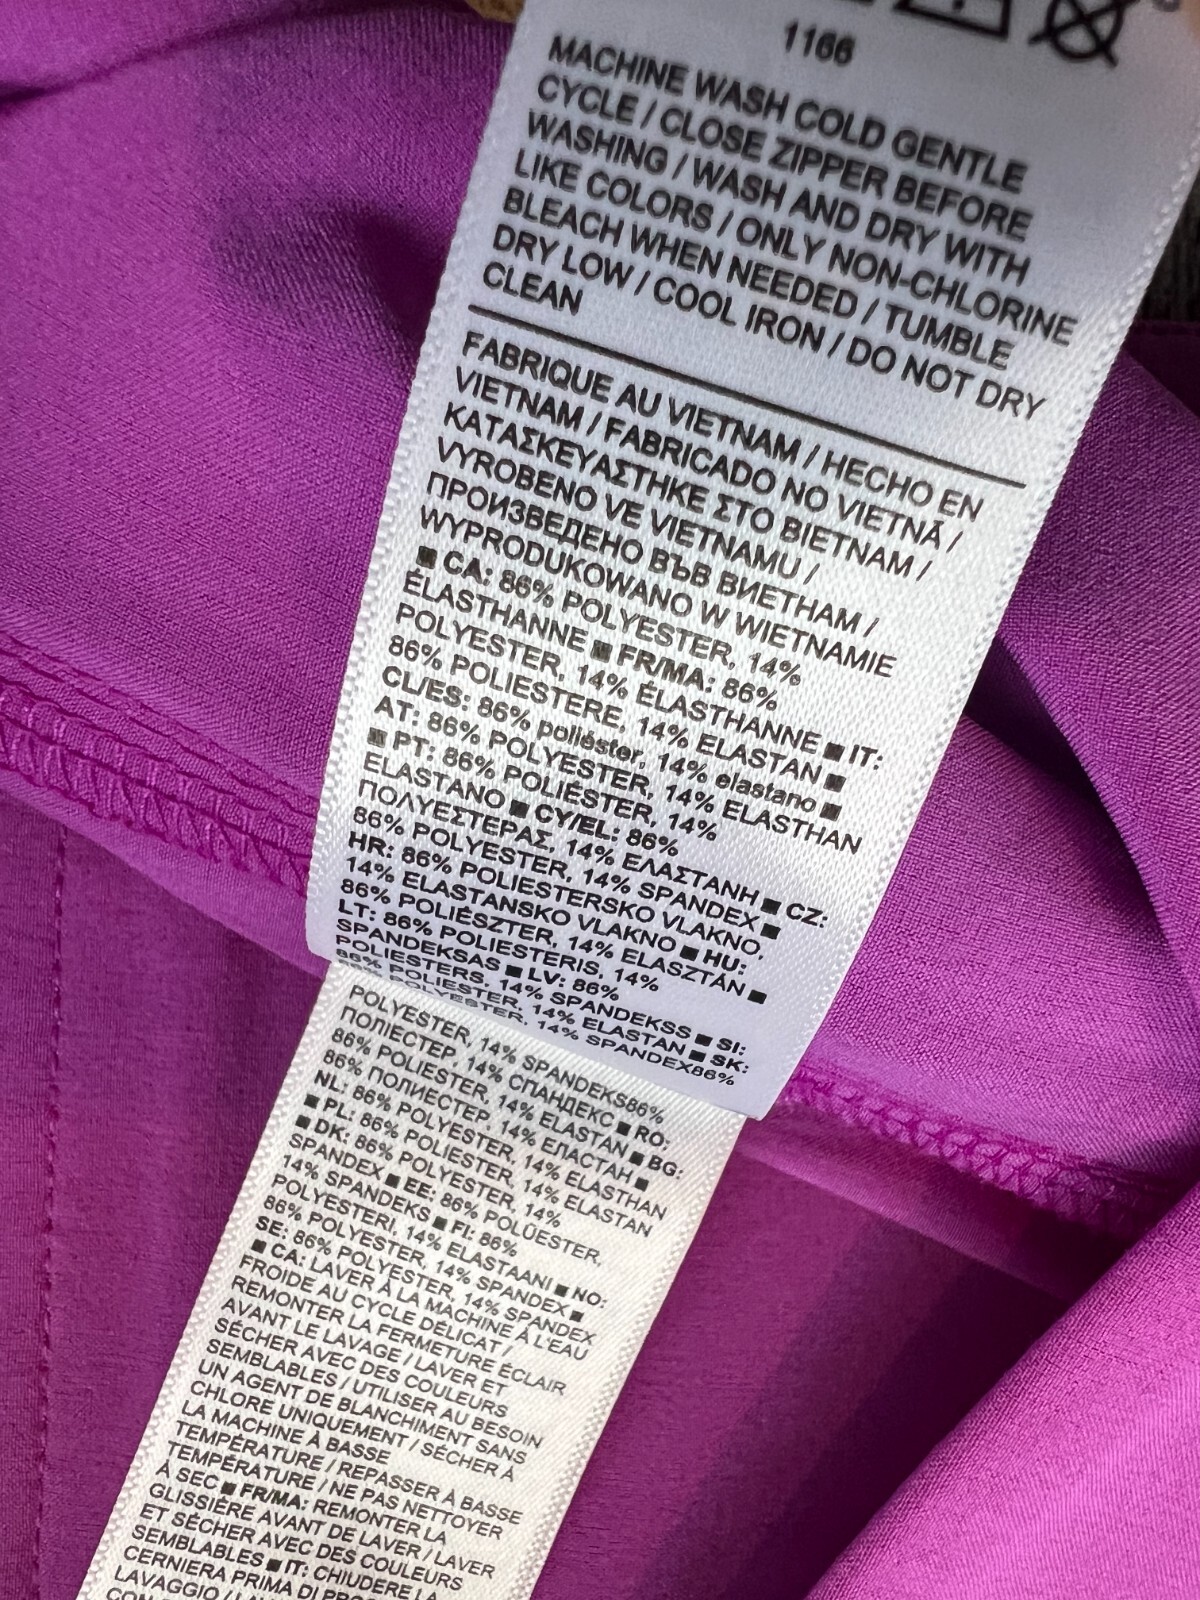 1166
MACHINE WASH COLD GENTLE
CYCLE / CLOSE ZIPPER BEFORE
WASHING / WASH AND DRY WITH
LIKE COLORS / ONLY NON-CHLORINE
BLEACH WHEN NEEDED / TUMBLE
DRY LOW / COOL IRON / DO NOT DRY
CLEAN
FABRIQUE AU VIETNAM / HECHO EN
VIETNAM / FABRICADO NO VIETNÃ /
ΚΑΤΑΣΚΕΥΑΣΤΗΚΕ ΣΤΟ ΒΙΕΤΝΑΜ /
VYROBENO VE VIETNAMU /
ПРОИЗВЕДЕНО ВЪВ ВИЕТНАМ /
WYPRODUKOWANO W WIETNAMIE
■ CA: 86% POLYESTER, 14%
ÉLASTHANNE ■ FR/MA: 86%
POLYESTER, 14% ÉLASTHANNE ■ IT:
86% POLIESTERE, 14% ELASTAN ■
CL/ES: 86% poliéster, 14% elastano ■
AT: 86% POLYESTER, 14% ELASTHAN
■ PT: 86% POLIÉSTER, 14%
ELASTANO ■ CY/EL: 86%
ΠΟΛΥΕΣΤΕΡΑΣ, 14% ΕΛΑΣΤΑΝΗ ■ CZ:
86% POLYESTER, 14% SPANDEX ■
HR: 86% POLIESTERSKO VLAKNO,
14% ELASTANSKO VLAKNO ■ HU:
86% POLIÉSZTER, 14% ELASZTÁN ■
LT: 86% POLIESTERIS, 14%
SPANDEKSAS ■ LV: 86%
POLIESTERS, 14% SPANDEKSS ■ SI:
86% POLIESTER, 14% ELASTAN ■ SK:
POLYESTER, 14% SPANDEX86%
POLYESTER, 14% SPANDEKS86%
ПОЛІЕСТЕР, 14% СПАНДЕКС ■ RO:
86% POLIESTER, 14% ELASTAN ■ BG:
86% ПОЛИЕСТЕР, 14% ЕЛАСТАН ■
NL: 86% POLYESTER, 14% ELASTHAN
■ PL: 86% POLIESTER, 14% ELASTAN
■ DK: 86% POLYESTER, 14%
SPANDEX ■ EE: 86% POLÜESTER,
14% SPANDEKS ■ FI: 86%
POLYESTERI, 14% ELASTAANI ■ NO:
86% POLYESTER, 14% SPANDEX ■
SE: 86% POLYESTER, 14% SPANDEX
■ CA: LAVER À LA MACHINE À L'EAU
FROIDE AU CYCLE DÉLICAT /
REMONTER LA FERMETURE ÉCLAIR
AVANT LE LAVAGE / LAVER ET
SÉCHER AVEC DES COULEURS
SEMBLABLES / UTILISER AU BESOIN
UN AGENT DE BLANCHIMENT SANS
CHLORE UNIQUEMENT / SÉCHER À
LA MACHINE À BASSE
TEMPÉRATURE / REPASSER À BASSE
TEMPÉRATURE / NE PAS NETTOYER
À SEC ■ FR/MA: REMONTER LA
GLISSIÈRE AVANT DE LAVER / LAVER
ET SÉCHER AVEC DES COULEURS
SEMBLABLES ■ IT: CHIUDERE LA
CERNIERA PRIMA DI
LAVAGGIO /